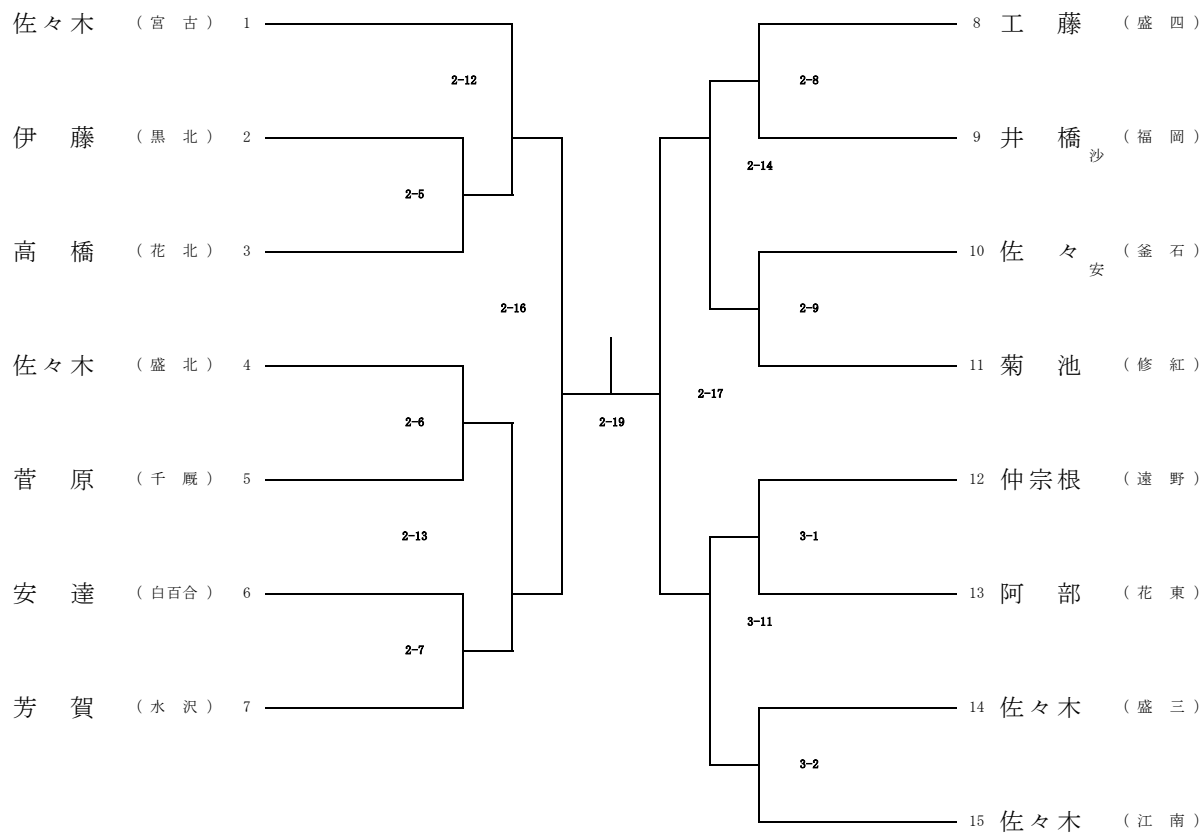 佐々木 (宮古) 1
2-12
伊藤 (黒北) 2
2-5
高橋 (花北) 3
2-16
佐々木 (盛北) 4
2-6
菅原 (千厩) 5
2-13
安達 (白百合) 6
2-7
芳賀 (水沢) 7
2-19
8 工藤 (盛四)
2-8
9 井橋沙 (福岡)
2-14
10 佐々安 (釜石)
2-9
11 菊池 (修紅)
2-17
12 仲宗根 (遠野)
3-1
13 阿部 (花東)
3-11
14 佐々木 (盛三)
3-2
15 佐々木 (江南)